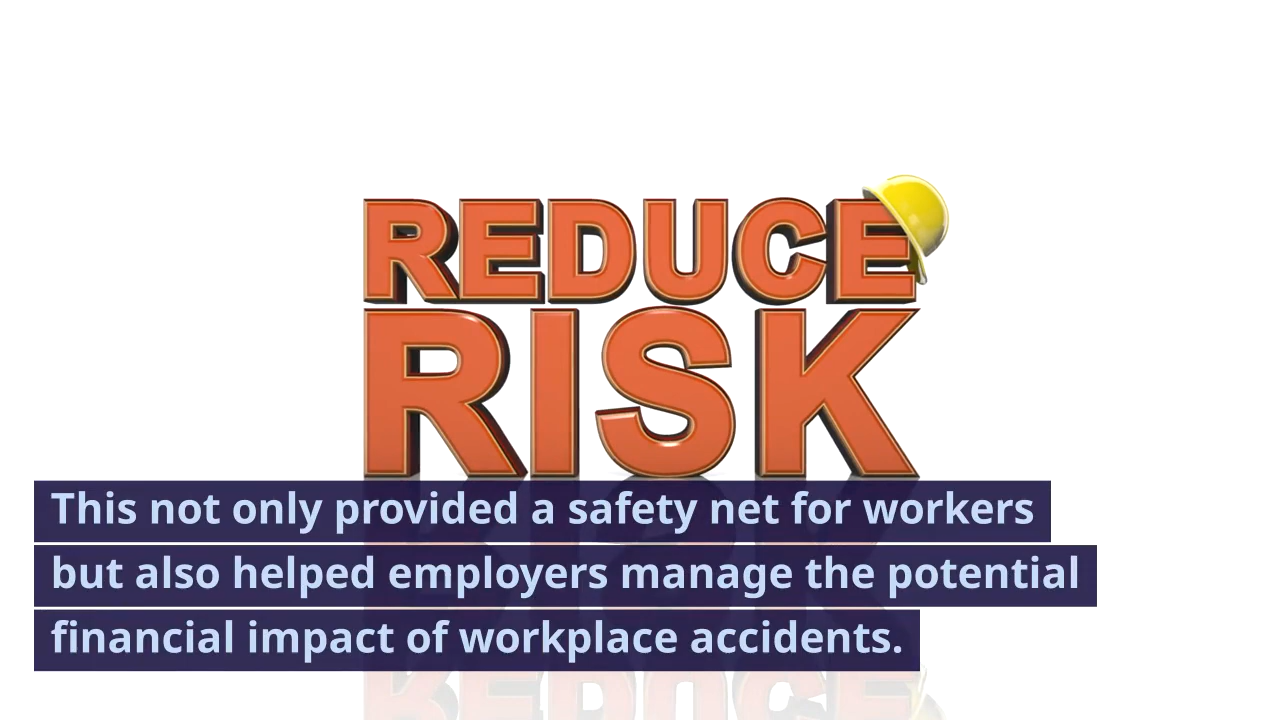 REDUCE
RISK
This not only provided a safety net for workers
but also helped employers manage the potential
financial impact of workplace accidents.